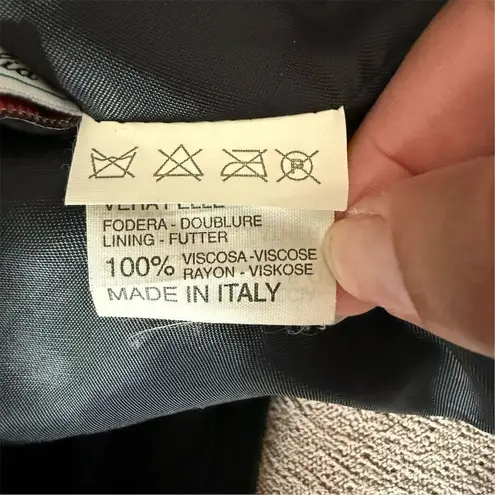 FODERA - DOUBLURE
LINING - FUTTER
100% VISCOSA -VISCOSE
RAYON - VISKOSE
MADE IN ITALY